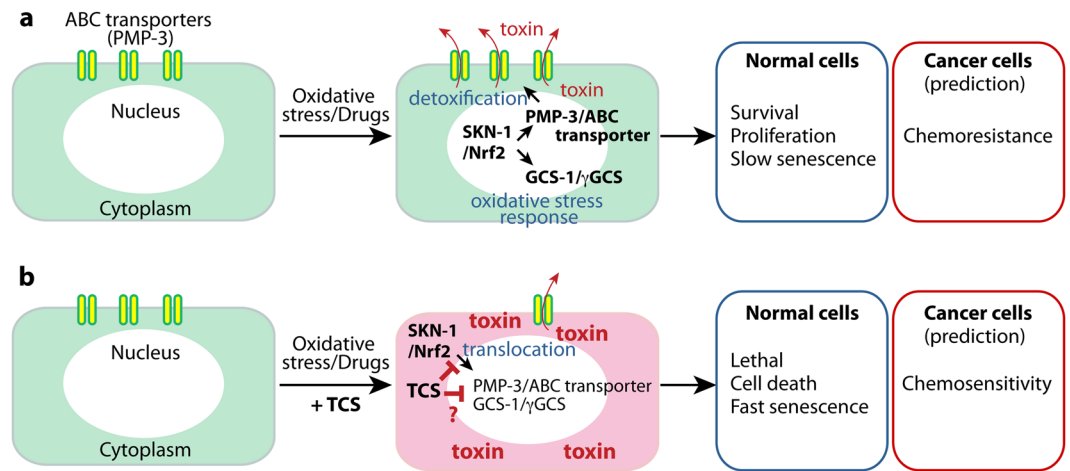 a
ABC transporters
(PMP-3)
Nucleus
Cytoplasm
Oxidative
stress/Drugs
toxin
toxin
detoxification
PMP-3/ABC
transporter
SKN-1
/Nrf2
GCS-1/γGCS
oxidative stress
response
Normal cells
Survival
Proliferation
Slow senescence
Cancer cells
(prediction)
Chemoresistance
b
Nucleus
Cytoplasm
Oxidative
stress/Drugs
+ TCS
toxin
toxin
SKN-1
/Nrf2
translocation
TCS
?
PMP-3/ABC transporter
GCS-1/γGCS
toxin
toxin
Normal cells
Lethal
Cell death
Fast senescence
Cancer cells
(prediction)
Chemosensitivity